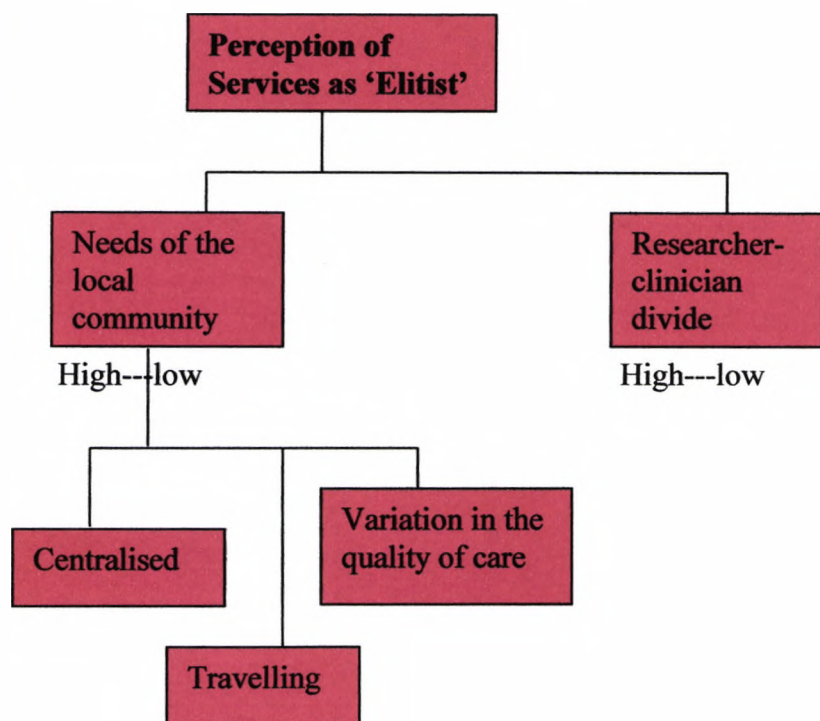 Perception of
Services as ‘Elitist’
Needs of the
local
community
High---low
Researcher-
clinician
divide
High---low
Centralised
Variation in the
quality of care
Travelling